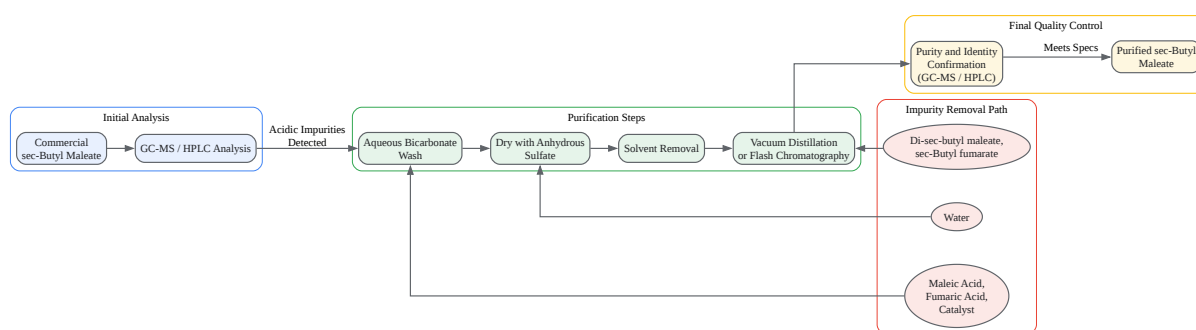 Initial Analysis
Commercial
sec-Butyl Maleate
GC-MS / HPLC Analysis
Acidic Impurities
Detected
Purification Steps
Aqueous Bicarbonate
Wash
Dry with Anhydrous
Sulfate
Solvent Removal
Vacuum Distillation
or Flash Chromatography
Final Quality Control
Purity and Identity
Confirmation
(GC-MS / HPLC)
Meets Specs
Purified sec-Butyl
Maleate
Impurity Removal Path
Di-sec-butyl maleate,
sec-Butyl fumarate
Water
Maleic Acid,
Fumaric Acid,
Catalyst